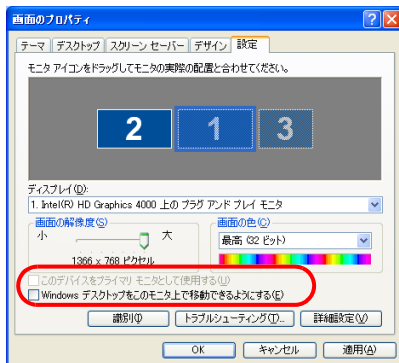 画面のプロパティ
テーマ デスクトップ スクリーン セーバー デザイン 設定
モニタ アイコンをドラッグしてモニタの実際の配置と合わせてください。
2 1 3
ディスプレイ(D):
1. Intel(R) HD Graphics 4000 上の プラグ アンド プレイ モニタ
画面の解像度(S)
小 大
1366 x 768 ピクセル
画面の色(C)
最高 (32 ビット)
このデバイスをプライマリ モニタとして使用する(U)
Windows デスクトップをこのモニタ上で移動できるようにする(E)
識別(I) トラブルシューティング(T)... 詳細設定(V)
OK キャンセル 適用(A)